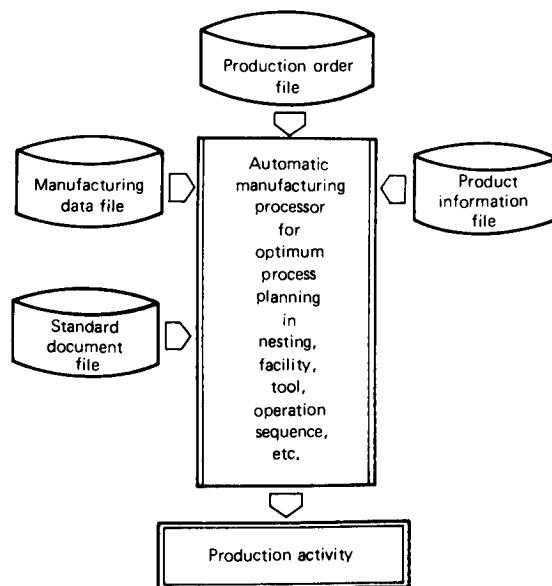 Production order
file
Manufacturing
data file
Automatic
manufacturing
processor
for
optimum
process
planning
in
nesting,
facility,
tool,
operation
sequence,
etc.
Product
information
file
Standard
document
file
Production activity